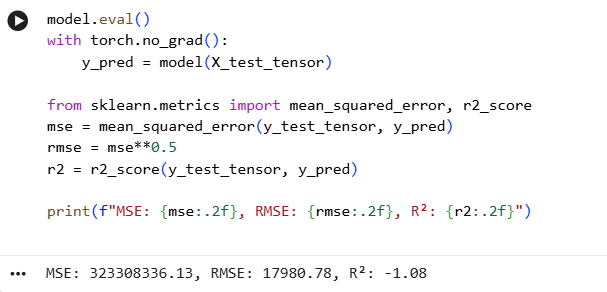 model.eval()
with torch.no_grad():
    y_pred = model(X_test_tensor)

from sklearn.metrics import mean_squared_error, r2_score
mse = mean_squared_error(y_test_tensor, y_pred)
rmse = mse**0.5
r2 = r2_score(y_test_tensor, y_pred)

print(f"MSE: {mse:.2f}, RMSE: {rmse:.2f}, R²: {r2:.2f}")

MSE: 323308336.13, RMSE: 17980.78, R²: -1.08